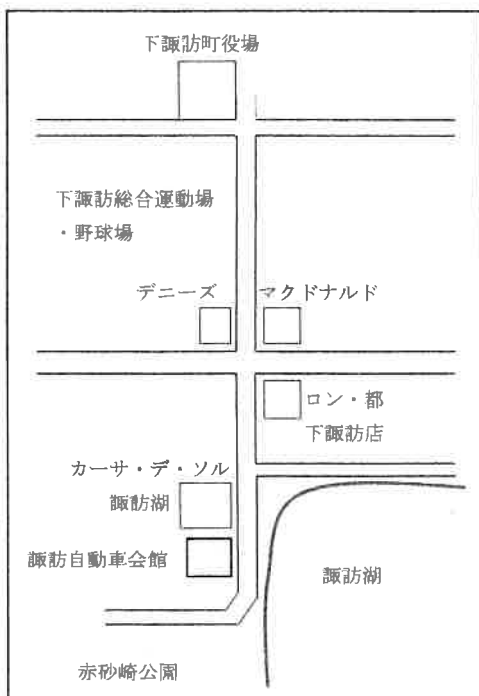 下諏訪町役場
下諏訪総合運動場
・野球場
デニーズ
マクドナルド
ロン・都
下諏訪店
カーサ・デ・ソル
諏訪湖
諏訪自動車会館
諏訪湖
赤砂崎公園